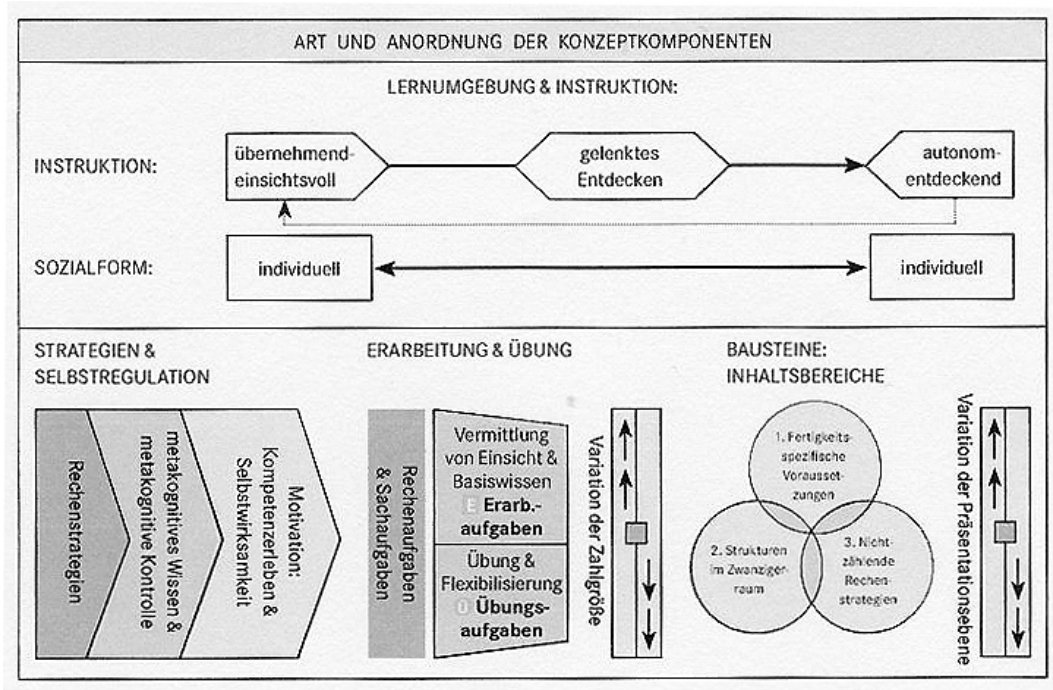 ART UND ANORDNUNG DER KONZEPTKOMPONENTEN
LERNUMGEBUNG & INSTRUKTION:
INSTRUKTION:
übernehmend-
einsichtsvoll
gelenktes
Entdecken
autonom-
entdeckend
SOZIALFORM:
individuell
individuell
STRATEGIEN &
SELBSTREGULATION
Rechenstrategien
metakognitives Wissen &
metakognitive Kontrolle
Motivation:
Kompetenzerleben &
Selbstwirksamkeit
ERARBEITUNG & ÜBUNG
Rechenaufgaben
& Sachaufgaben
Vermittlung
von Einsicht &
Basiswissen
E Erarb.-
aufgaben
Übung &
Flexibilisierung
Ü Übungs-
aufgaben
Variation der Zahlgröße
BAUSTEINE:
INHALTSBEREICHE
1. Fertigkeits-
spezifische
Vorausset-
zungen
2. Strukturen
im Zwanziger-
raum
3. Nicht-
zählende
Rechen-
strategien
Variation der Präsentationsebene